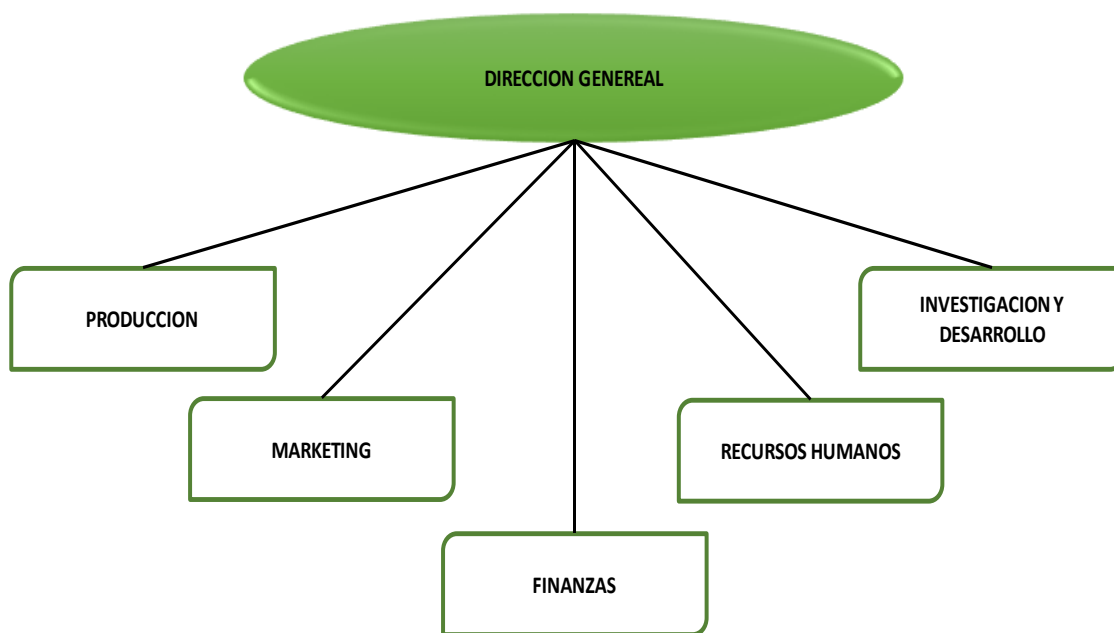 DIRECCION GENEREAL
PRODUCCION
INVESTIGACION Y
DESARROLLO
MARKETING
RECURSOS HUMANOS
FINANZAS